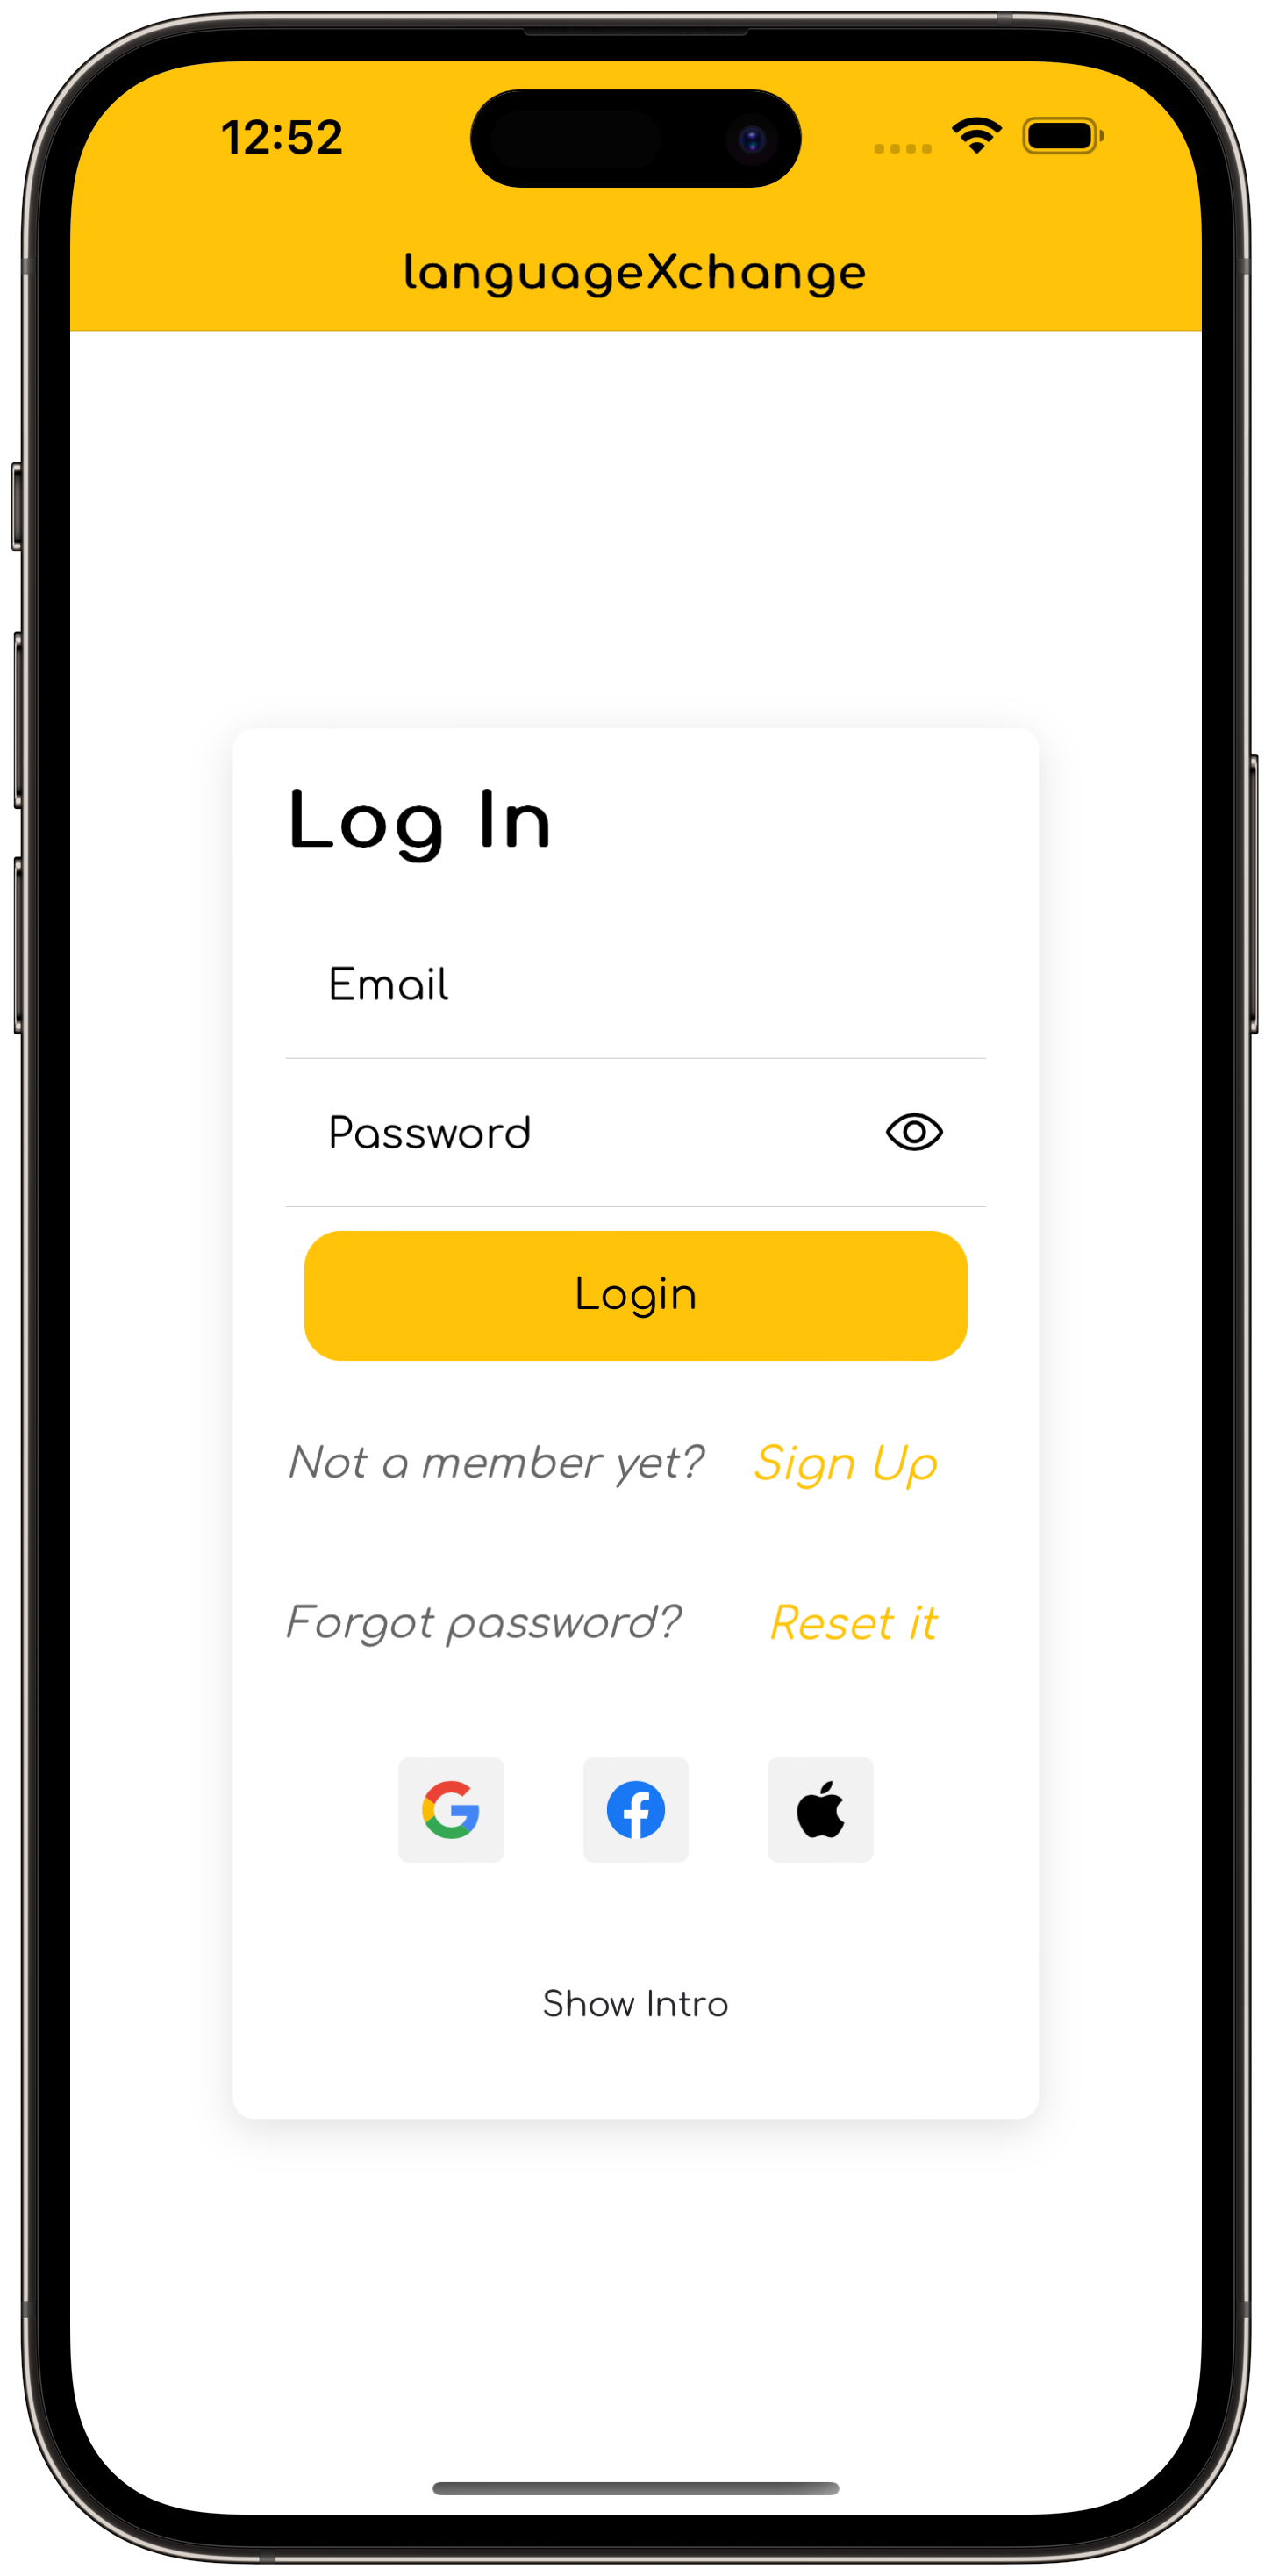 12:52
languageXchange
Log In
Email
Password
Login
Not a member yet? Sign Up
Forgot password? Reset it
Show Intro